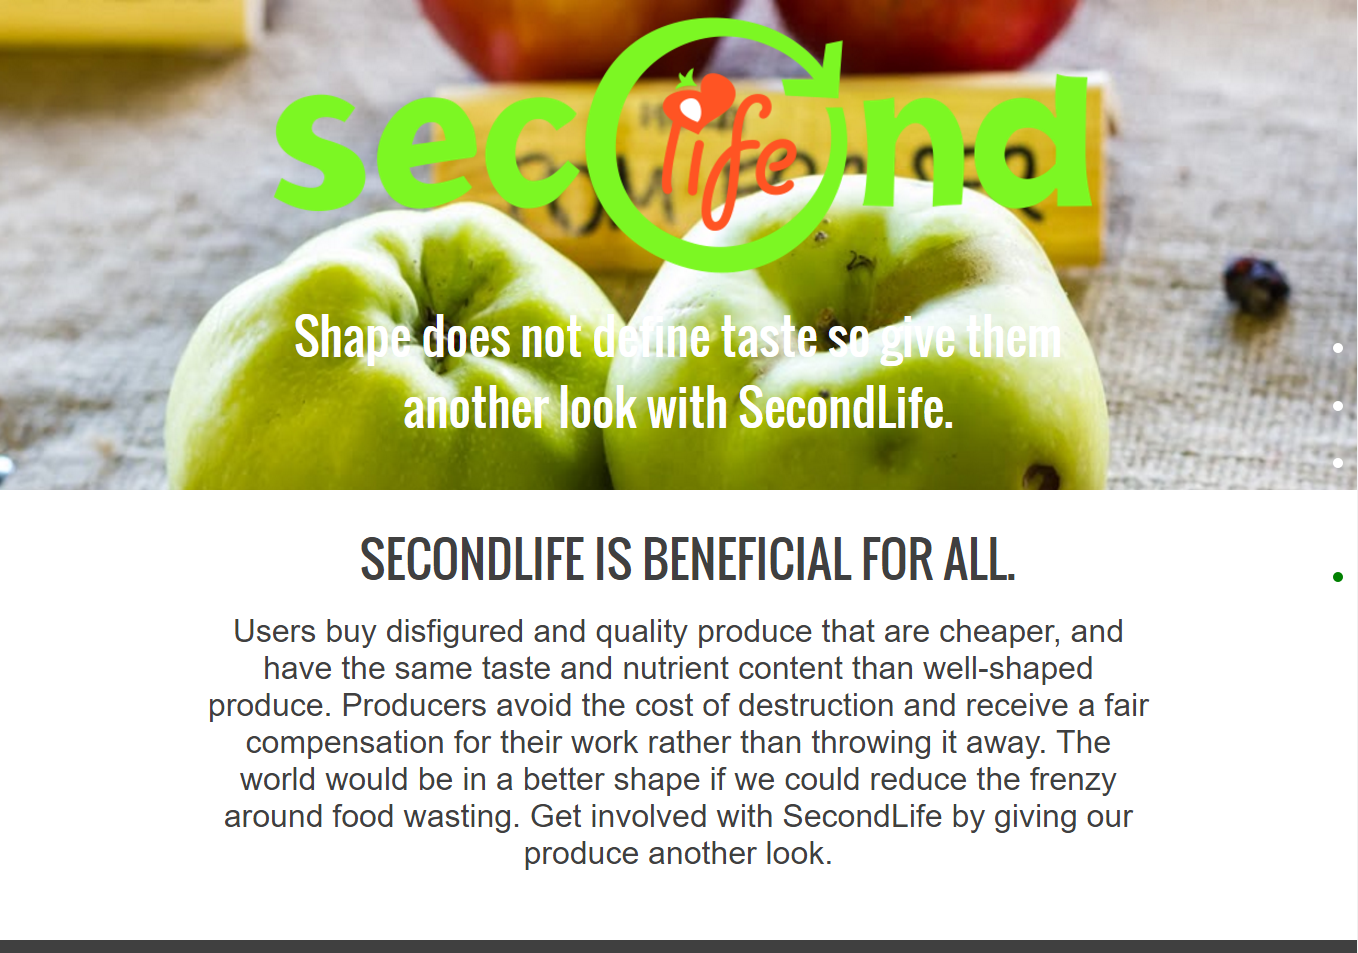 second
life
Shape does not define taste so give them
another look with SecondLife.
SECONDLIFE IS BENEFICIAL FOR ALL.
Users buy disfigured and quality produce that are cheaper, and
have the same taste and nutrient content than well-shaped
produce. Producers avoid the cost of destruction and receive a fair
compensation for their work rather than throwing it away. The
world would be in a better shape if we could reduce the frenzy
around food wasting. Get involved with SecondLife by giving our
produce another look.